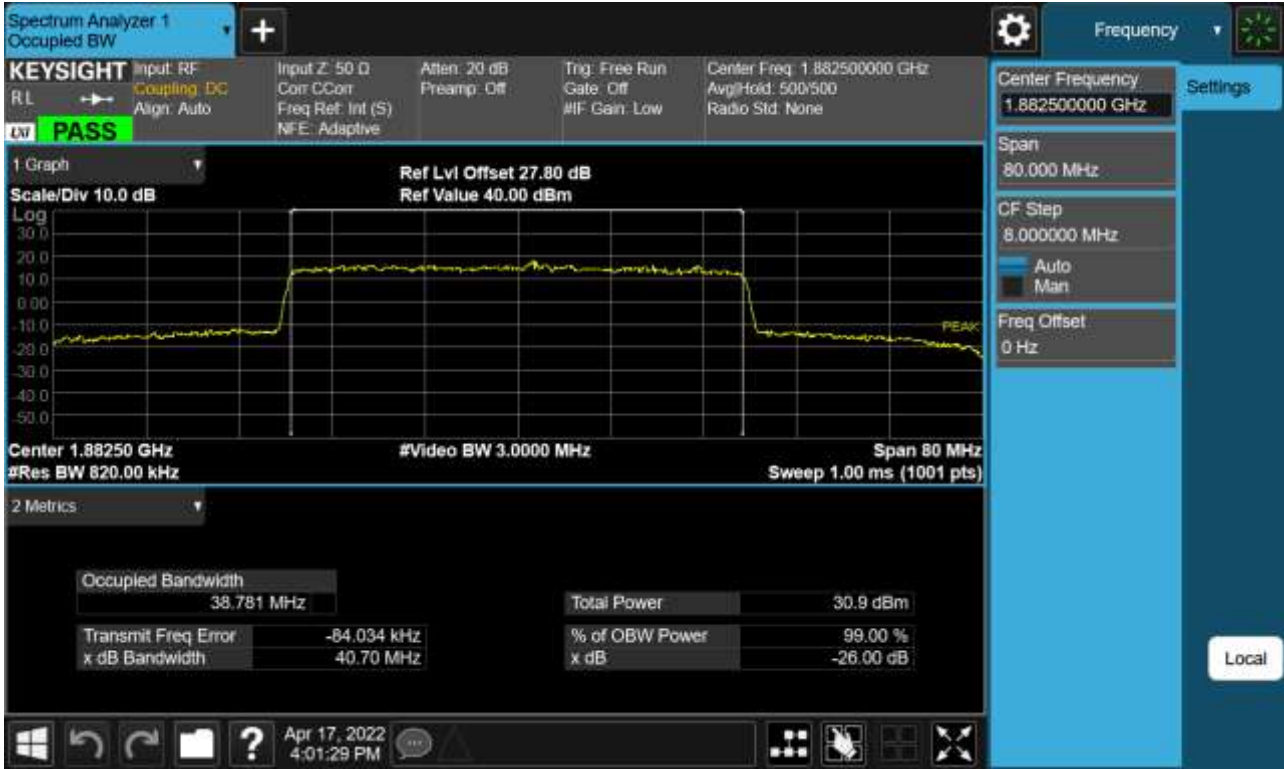 Spectrum Analyzer 1
Occupied BW
Frequency
KEYSIGHT
RL
LXI
PASS
Input: RF
Coupling: DC
Align: Auto
Input Z: 50 Ω
Corr CCorr
Freq Ref: Int (S)
NFE: Adaptive
Atten: 20 dB
Preamp: Off
Trig: Free Run
Gate: Off
#IF Gain: Low
Center Freq: 1.882500000 GHz
Avg|Hold: 500/500
Radio Std: None
Center Frequency
1.882500000 GHz
Settings
Span
80.000 MHz
CF Step
8.000000 MHz
Auto
Man
Freq Offset
0 Hz
1 Graph
Scale/Div 10.0 dB
Ref Lvl Offset 27.80 dB
Ref Value 40.00 dBm
Log
30.0
20.0
10.0
0.00
-10.0
-20.0
-30.0
-40.0
-50.0
PEAK
Center 1.88250 GHz
#Video BW 3.0000 MHz
Span 80 MHz
#Res BW 820.00 kHz
Sweep 1.00 ms (1001 pts)
2 Metrics
Occupied Bandwidth
38.781 MHz
Total Power 30.9 dBm
Transmit Freq Error -84.034 kHz
% of OBW Power 99.00 %
x dB Bandwidth 40.70 MHz
x dB -26.00 dB
Local
?
Apr 17, 2022
4:01:29 PM